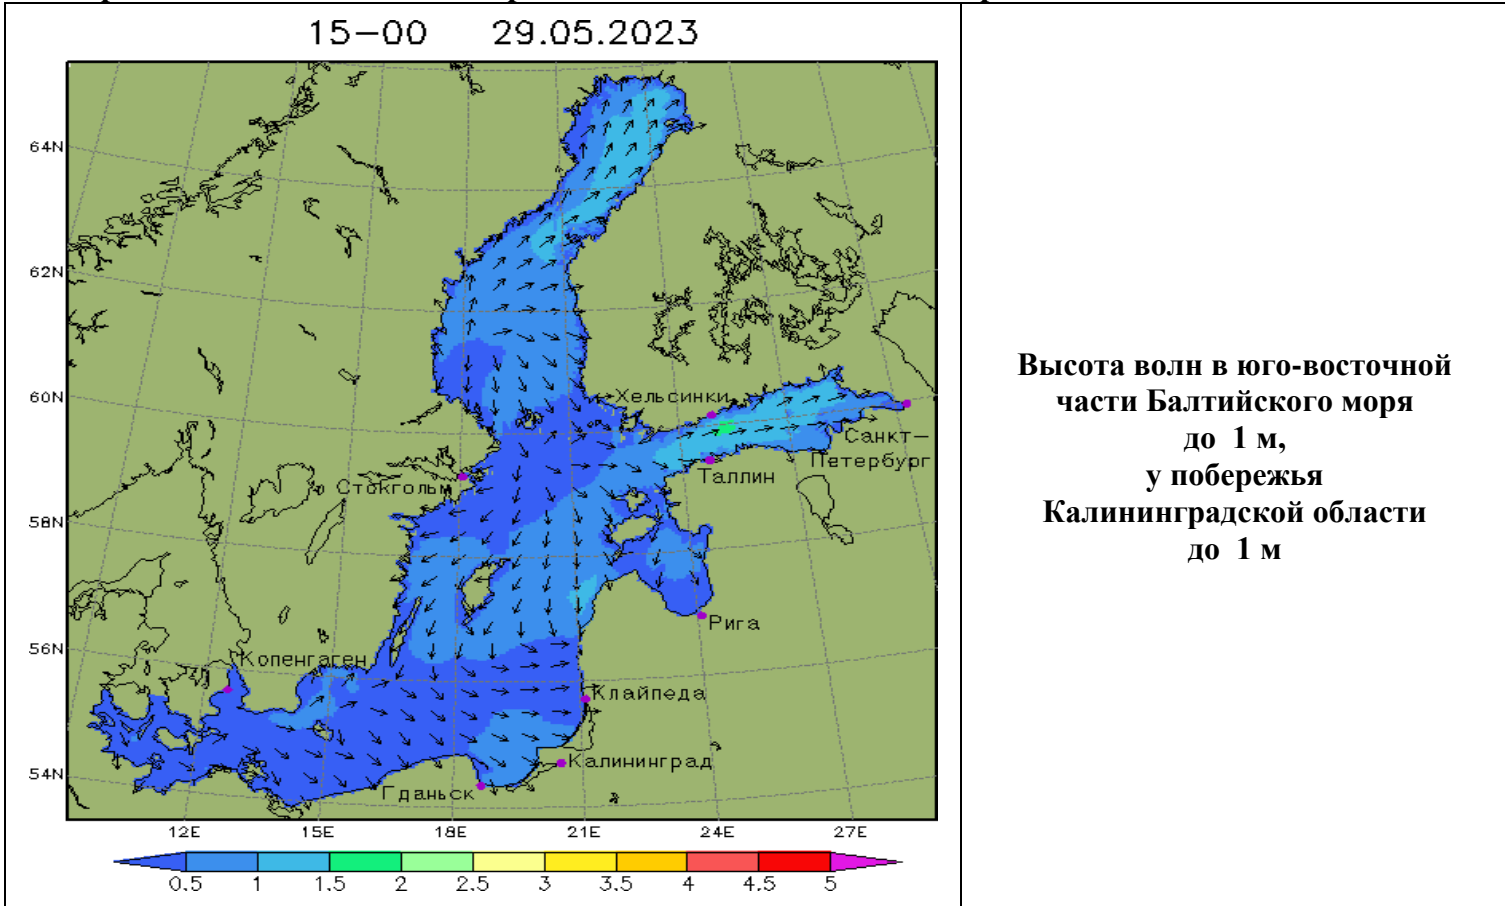 15-00 29.05.2023
64N
62N
60N
58N
56N
54N
Хельсинки
Санкт-
Петербург
Таллин
Стокгольм
Рига
Копенгаген
Клайпеда
Калининград
Гданьск
12E 15E 18E 21E 24E 27E
0.5 1 1.5 2 2.5 3 3.5 4 4.5 5
Высота волн в юго-восточной
части Балтийского моря
до 1 м,
у побережья
Калининградской области
до 1 м